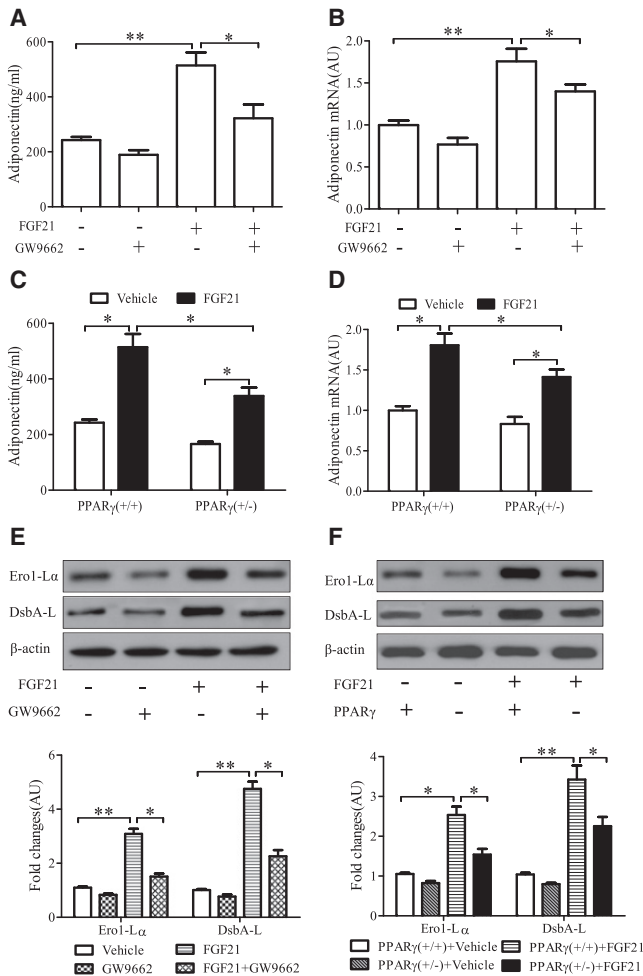 A
B
Adiponectin(ng/ml)
600
400
200
0
** *
FGF21 - - + +
GW9662 - + - +
Adiponectin mRNA(AU)
2.0
1.5
1.0
0.5
0.0
** *
FGF21 - - + +
GW9662 - + - +
C
D
Vehicle FGF21
Adiponectin(ng/ml)
600
400
200
0
* * *
PPARγ(+/+) PPARγ(+/-)
Vehicle FGF21
Adiponectin mRNA(AU)
2.0
1.5
1.0
0.5
0.0
* * *
PPARγ(+/+) PPARγ(+/-)
E
F
Ero1-Lα
DsbA-L
β-actin
FGF21 - - + +
GW9662 - + - +
Ero1-Lα
DsbA-L
β-actin
FGF21 - - + +
PPARγ + - + -
Fold changes(AU)
6
4
2
0
** * ** *
Ero1-Lα DsbA-L
Vehicle FGF21
GW9662 FGF21+GW9662
Fold changes(AU)
4
3
2
1
0
* * ** *
Ero1-Lα DsbA-L
PPARγ(+/+)+Vehicle PPARγ(+/+)+FGF21
PPARγ(+/-)+Vehicle PPARγ(+/-)+FGF21